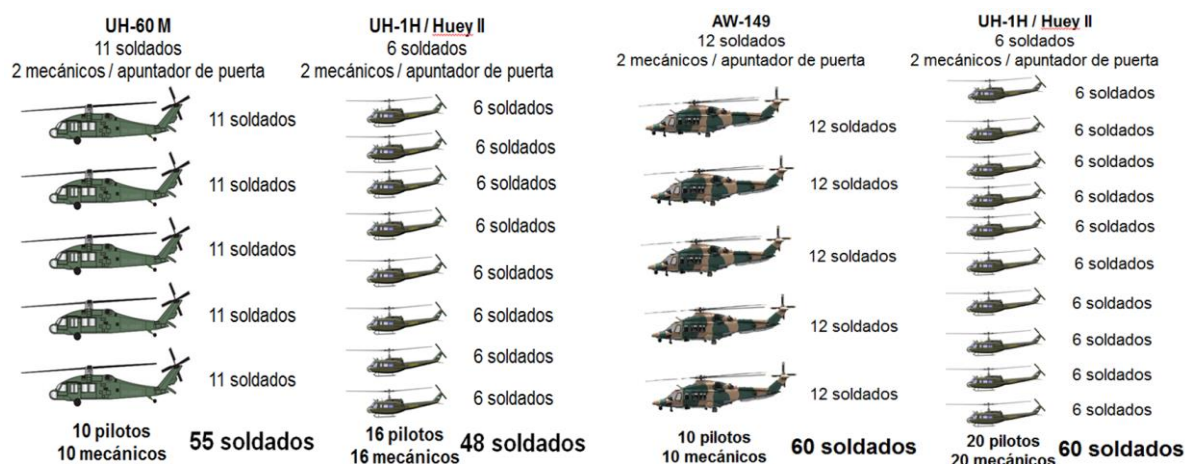 UH-60 M
11 soldados
2 mecánicos / apuntador de puerta
11 soldados
11 soldados
11 soldados
11 soldados
11 soldados
10 pilotos
10 mecánicos
55 soldados
UH-1H / Huey II
6 soldados
2 mecánicos / apuntador de puerta
6 soldados
6 soldados
6 soldados
6 soldados
6 soldados
6 soldados
6 soldados
6 soldados
16 pilotos
16 mecánicos
48 soldados
AW-149
12 soldados
2 mecánicos / apuntador de puerta
12 soldados
12 soldados
12 soldados
12 soldados
12 soldados
10 pilotos
10 mecánicos
60 soldados
UH-1H / Huey II
6 soldados
2 mecánicos / apuntador de puerta
6 soldados
6 soldados
6 soldados
6 soldados
6 soldados
6 soldados
6 soldados
6 soldados
6 soldados
6 soldados
20 pilotos
20 mecánicos
60 soldados